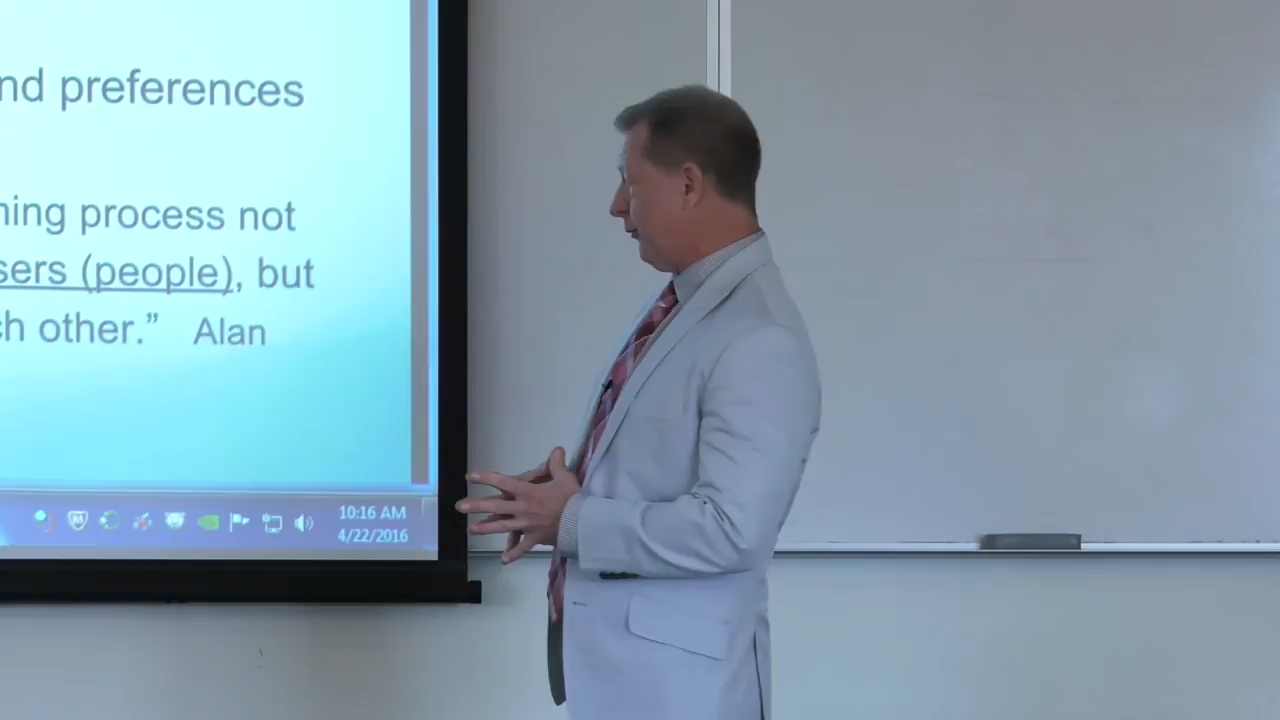 nd preferences
ning process not
sers (people), but
ch other.” Alan
10:16 AM
4/22/2016